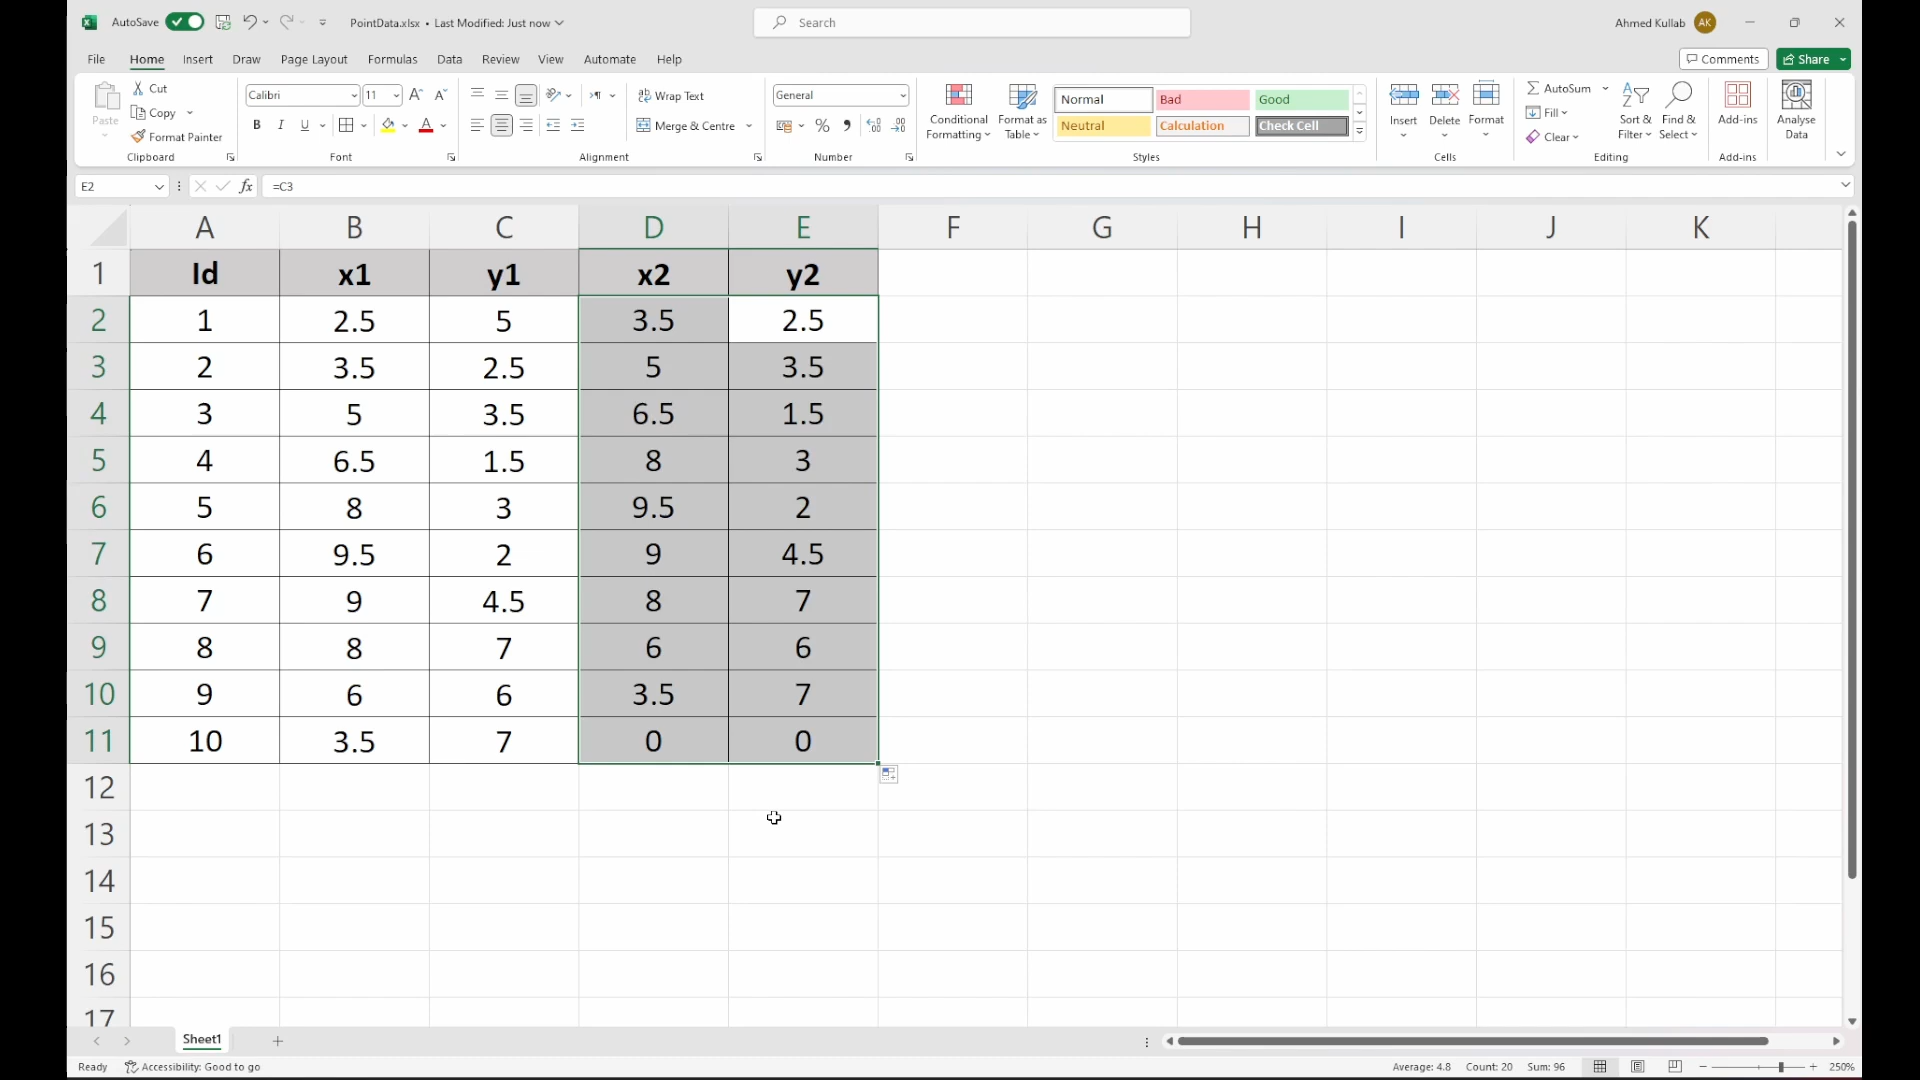 AutoSave PointData.xlsx • Last Modified: Just now Search Ahmed Kullab AK
File Home Insert Draw Page Layout Formulas Data Review View Automate Help Comments Share
Paste Cut Copy Format Painter Clipboard
Calibri 11 B I U Font
Wrap Text Merge & Centre Alignment
General % Number
Conditional Formatting Format as Table
Normal Bad Good
Neutral Calculation Check Cell
Styles
Insert Delete Format Cells
AutoSum Fill Clear Sort & Filter Find & Select Editing
Add-ins Add-ins
Analyse Data
E2 fx =C3
A B C D E F G H I J K
1 Id x1 y1 x2 y2
2 1 2.5 5 3.5 2.5
3 2 3.5 2.5 5 3.5
4 3 5 3.5 6.5 1.5
5 4 6.5 1.5 8 3
6 5 8 3 9.5 2
7 6 9.5 2 9 4.5
8 7 9 4.5 8 7
9 8 8 7 6 6
10 9 6 6 3.5 7
11 10 3.5 7 0 0
12
13
14
15
16
17
Sheet1
Ready Accessibility: Good to go Average: 4.8 Count: 20 Sum: 96 250%